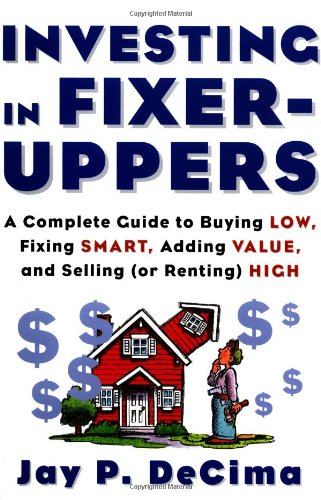 INVESTING
IN FIXER-
UPPERS
A Complete Guide to Buying LOW,
Fixing SMART, Adding VALUE,
and Selling (or Renting) HIGH
$ $
$ $
$ $
$
Jay P. DeCima